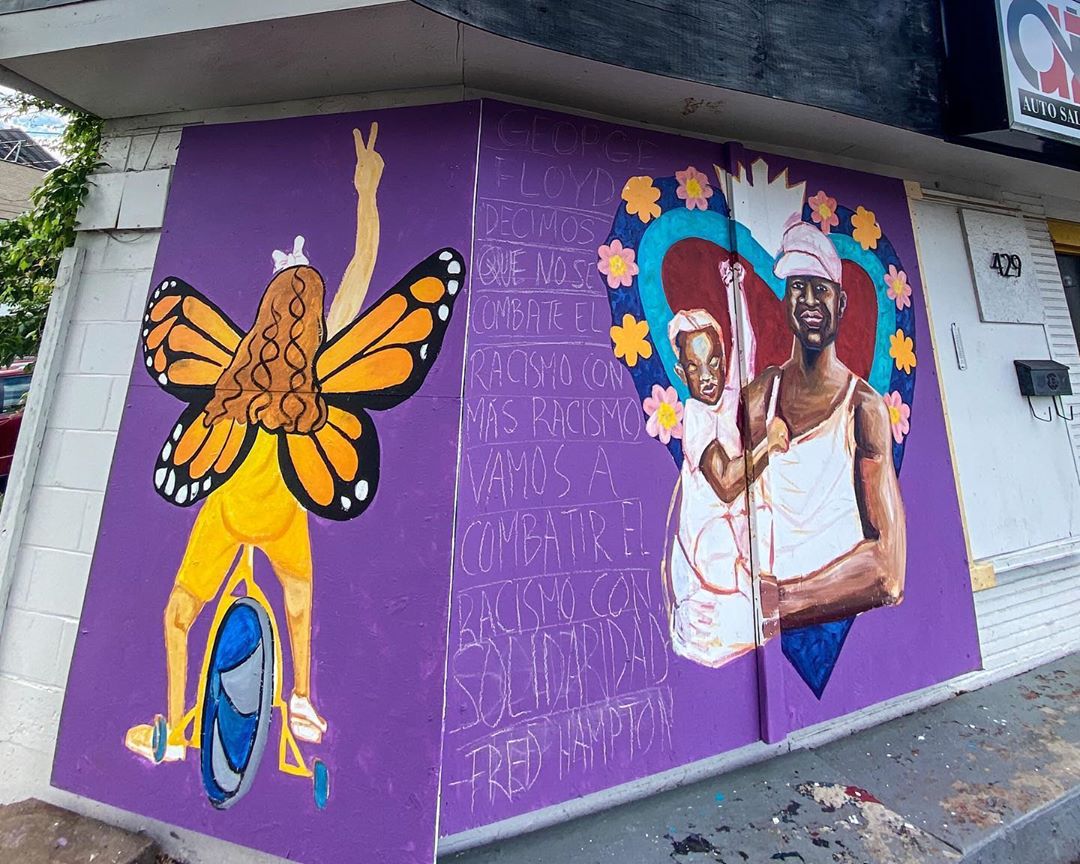 GEORGE
FLOYD
DECIMOS
QUE NO SE
COMBATE EL
RACISMO CON
MÁS RACISMO
VAMOS A
COMBATIR EL
RACISMO CON
SOLIDARIDAD
-FRED HAMPTON
AUTO SAL
429